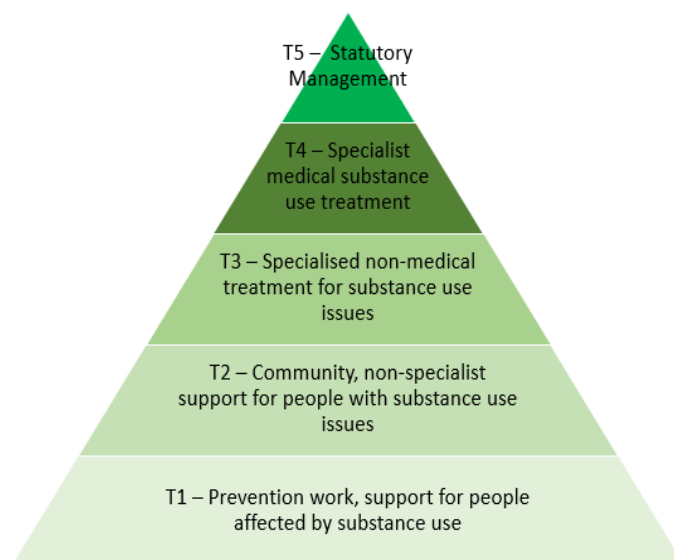 T5 – Statutory
Management
T4 – Specialist
medical substance
use treatment
T3 – Specialised non-medical
treatment for substance use
issues
T2 – Community, non-specialist
support for people with substance use
issues
T1 – Prevention work, support for people
affected by substance use